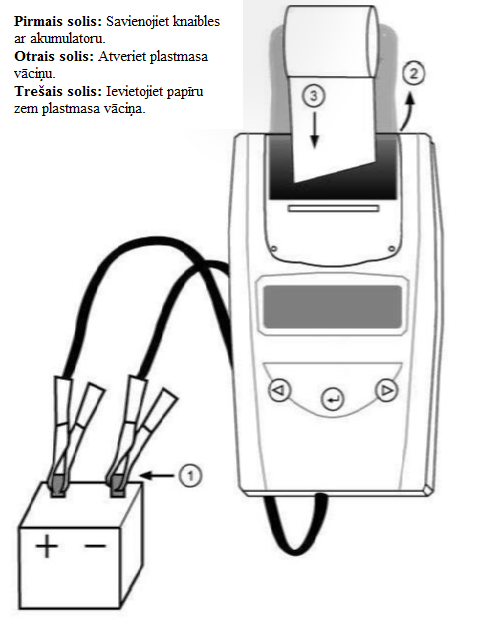 Pirmais solis: Savienojiet knaibles
ar akumulatoru.
Otrais solis: Atveriet plastmasa
vāciņu.
Trešais solis: Ievietojiet papīru
zem plastmasa vāciņa.
2
3
1
+ −